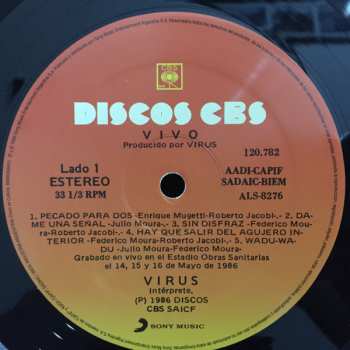 CBS
DISCOS CBS
VIVO
Producido por VIRUS
120.782
Lado 1
ESTEREO
33 1/3 RPM
AADI-CAPIF
SADAIC-BIEM
ALS-8276
1. PECADO PARA DOS -Enrique Mugetti-Roberto Jacobi-.- 2. DA-
ME UNA SEÑAL -Julio Moura-.- 3. SIN DISFRAZ -Federico Mou-
ra-Roberto Jacobi-.- 4. HAY QUE SALIR DEL AGUJERO IN-
TERIOR -Federico Moura-Roberto Jacobi-.- 5. WADU-WA-
DU -Federico Moura-Julio Moura-
Grabado en vivo en el Estadio Obras Sanitarias
el 14, 15 y 16 de Mayo de 1986
VIRUS
Intérprete,
(P) 1986 DISCOS
CBS SAICF
SONY MUSIC